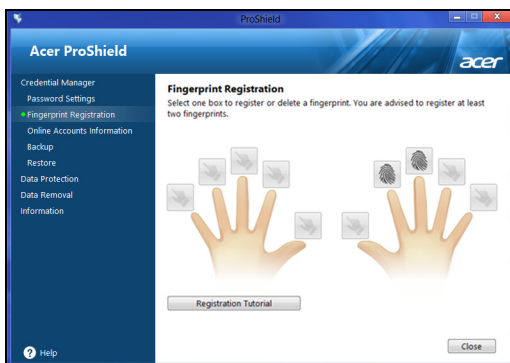 ProShield
Acer ProShield
acer
Credential Manager
Password Settings
Fingerprint Registration
Online Accounts Information
Backup
Restore
Data Protection
Data Removal
Information
Fingerprint Registration
Select one box to register or delete a fingerprint. You are advised to register at least
two fingerprints.
Registration Tutorial
? Help
Close